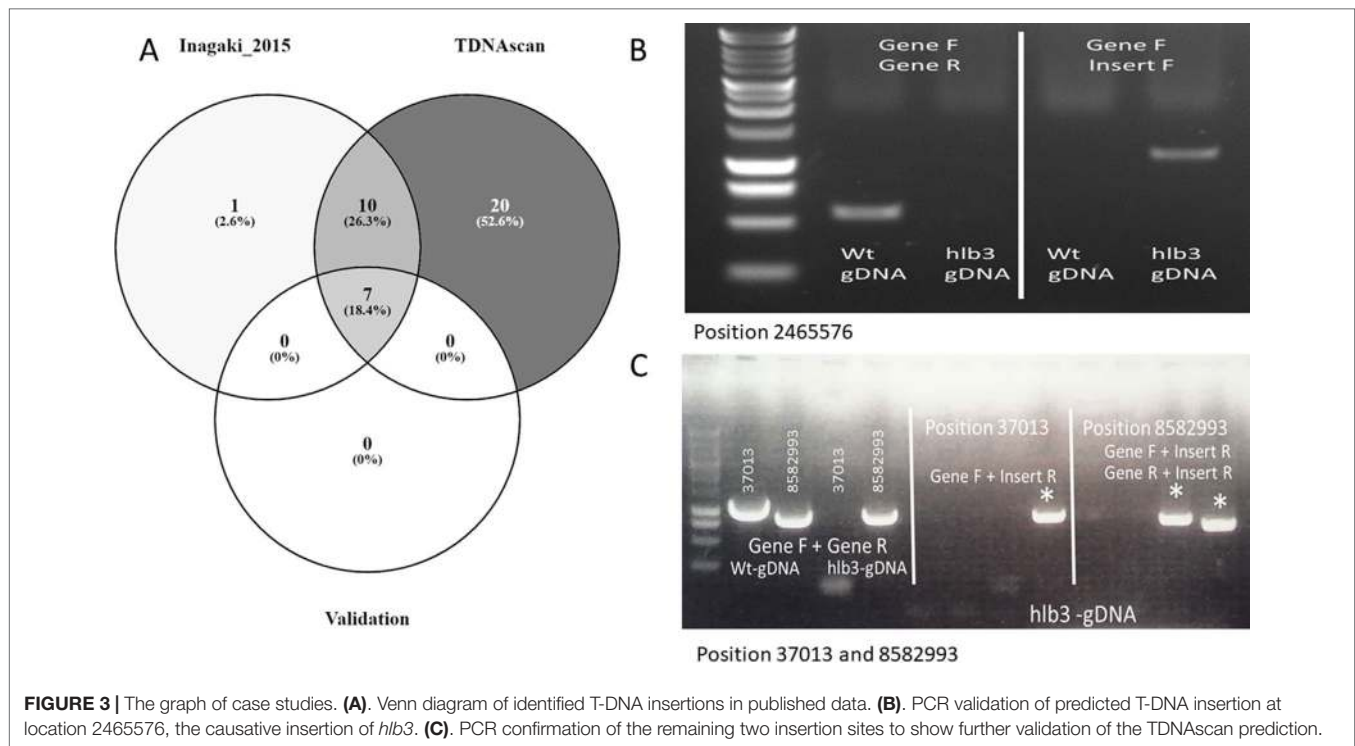 A
Inagaki_2015
TDNAscan
1
(2.6%)
10
(26.3%)
20
(52.6%)
7
(18.4%)
0
(0%)
0
(0%)
0
(0%)
Validation
B
Gene F
Gene R
Gene F
Insert F
Wt
gDNA
hlb3
gDNA
Wt
gDNA
hlb3
gDNA
Position 2465576
C
37013
8582993
37013
8582993
Gene F + Gene R
Wt-gDNA hlb3-gDNA
Position 37013
Gene F + Insert R
*
Position 8582993
Gene F + Insert R
Gene R + Insert R
* *
hlb3 -gDNA
Position 37013 and 8582993
FIGURE 3 | The graph of case studies. (A). Venn diagram of identified T-DNA insertions in published data. (B). PCR validation of predicted T-DNA insertion at
location 2465576, the causative insertion of hlb3. (C). PCR confirmation of the remaining two insertion sites to show further validation of the TDNAscan prediction.